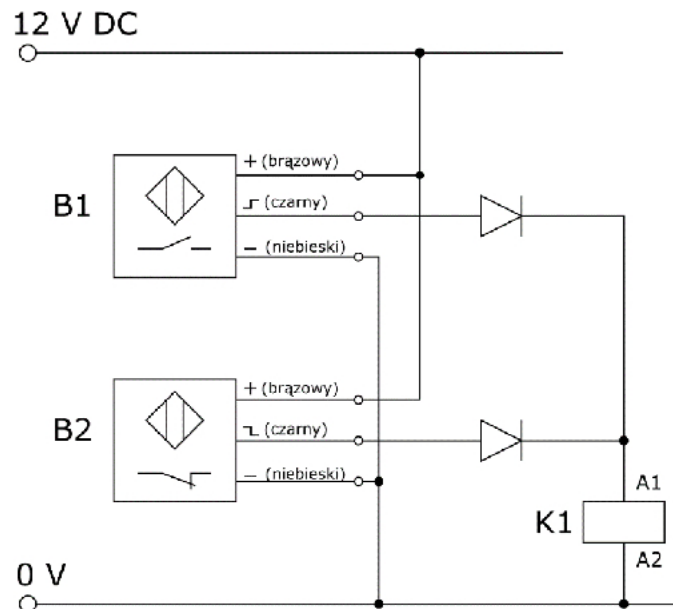 12 V DC
+ (brązowy)
B1
(czarny)
− (niebieski)
+ (brązowy)
B2
(czarny)
− (niebieski)
A1
K1
A2
0 V